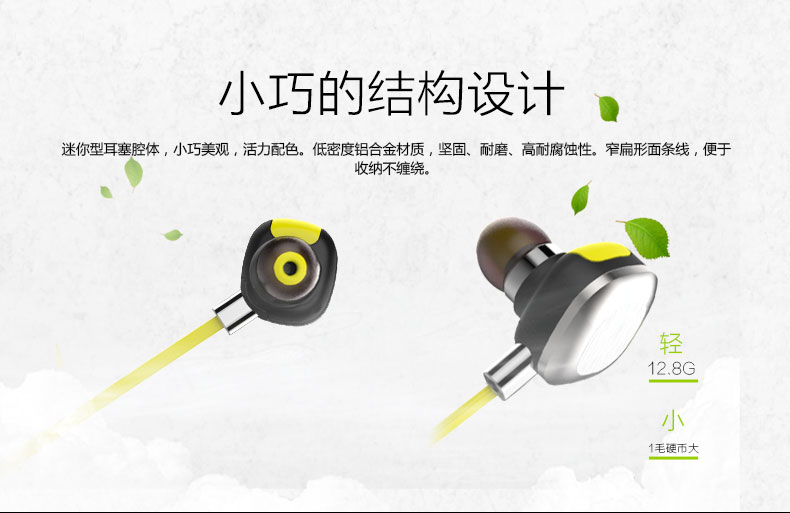 小巧的结构设计
迷你型耳塞腔体，小巧美观，活力配色。低密度铝合金材质，坚固、耐磨、高耐腐蚀性。窄扁形面条线，便于
收纳不缠绕。
轻
12.8G
小
1毛硬币大